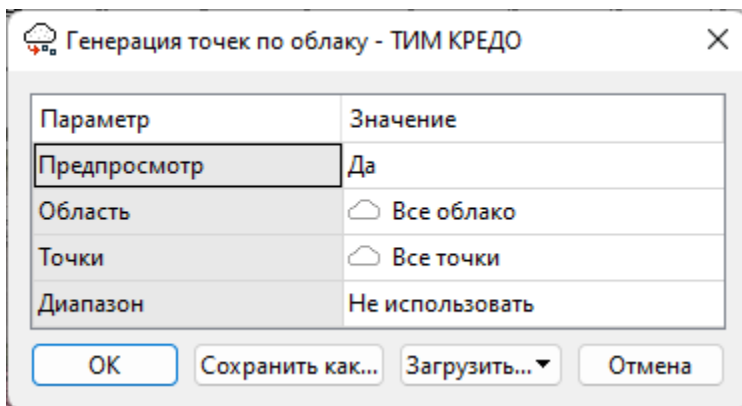 Генерация точек по облаку - ТИМ КРЕДО
Параметр Значение
Предпросмотр Да
Область Все облако
Точки Все точки
Диапазон Не использовать
ОК Сохранить как... Загрузить... Отмена